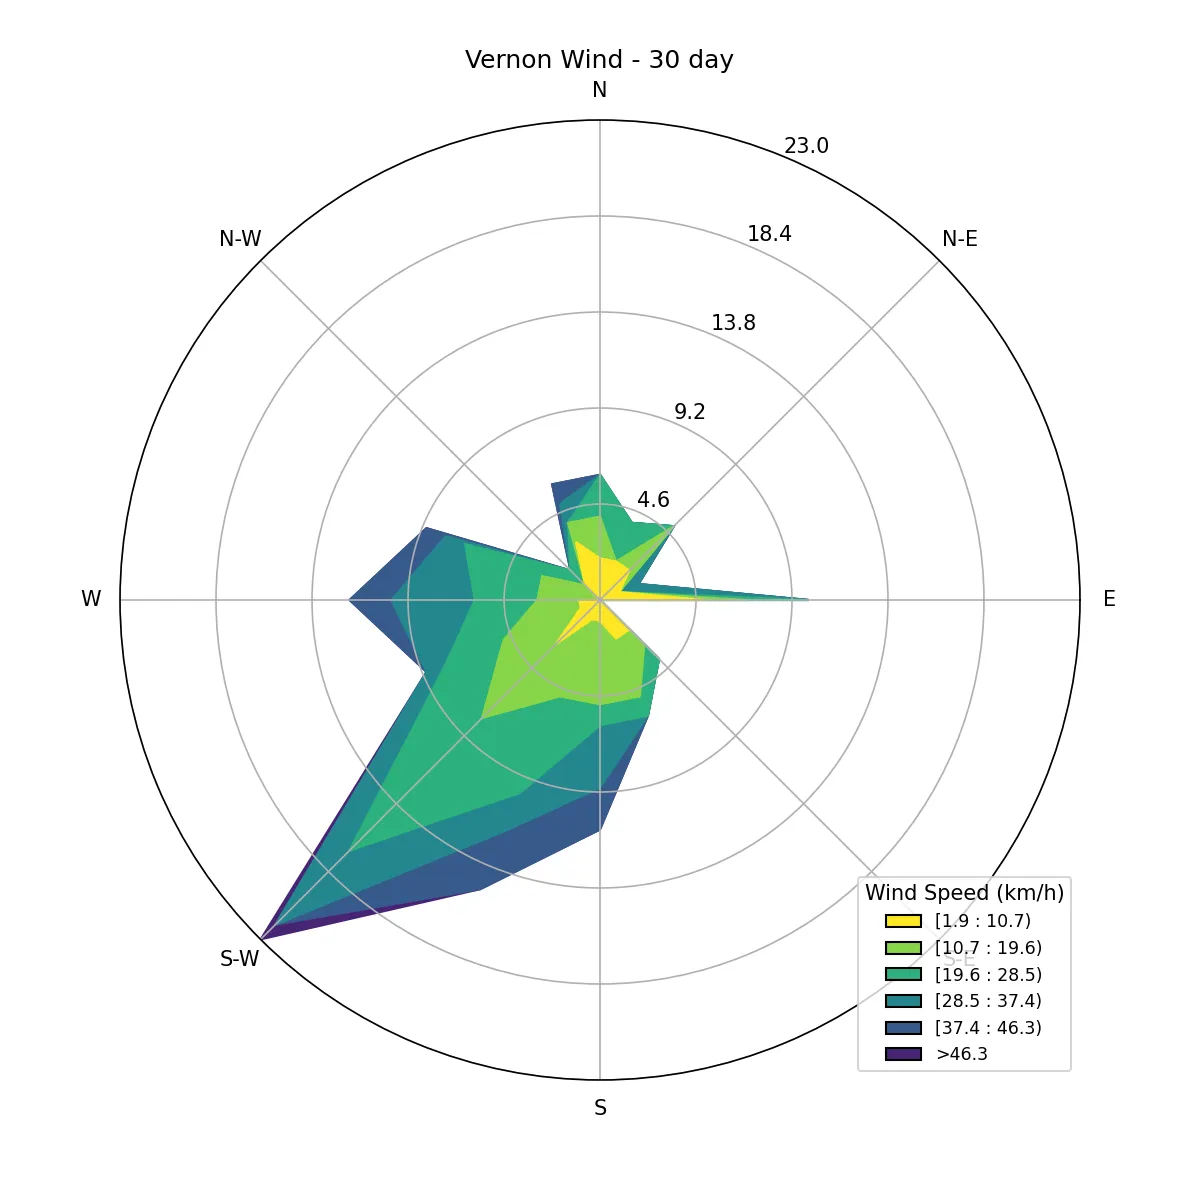 Vernon Wind - 30 day
N
23.0
18.4
N-W
N-E
13.8
9.2
4.6
W
E
Wind Speed (km/h)
[1.9 : 10.7)
[10.7 : 19.6)
S-W
S-E
[19.6 : 28.5)
[28.5 : 37.4)
[37.4 : 46.3)
>46.3
S